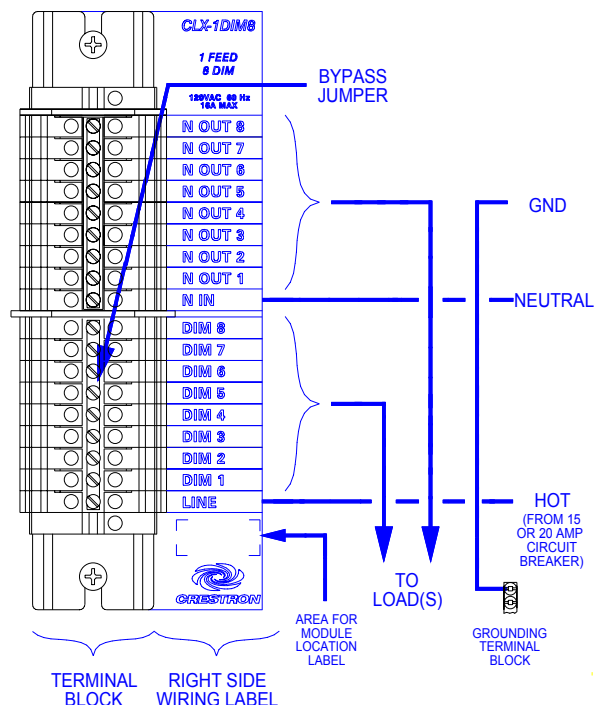 CLX-1DIM8
1 FEED
8 DIM
120VAC 60 Hz
16A MAX
BYPASS
JUMPER
N OUT 8
N OUT 7
N OUT 6
N OUT 5
N OUT 4
N OUT 3
N OUT 2
N OUT 1
N IN
GND
NEUTRAL
DIM 8
DIM 7
DIM 6
DIM 5
DIM 4
DIM 3
DIM 2
DIM 1
LINE
HOT
(FROM 15
OR 20 AMP
CIRCUIT
BREAKER)
CRESTRON
TO
LOAD(S)
AREA FOR
MODULE
LOCATION
LABEL
GROUNDING
TERMINAL
BLOCK
TERMINAL
BLOCK
RIGHT SIDE
WIRING LABEL